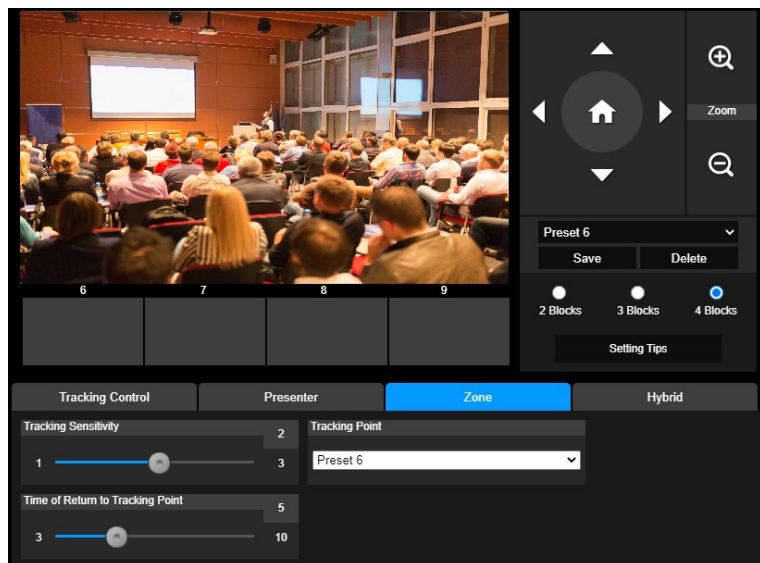 Zoom
Preset 6
Save Delete
6 7 8 9
2 Blocks 3 Blocks 4 Blocks
Setting Tips
Tracking Control Presenter Zone Hybrid
Tracking Sensitivity 2 Tracking Point
1 3 Preset 6
Time of Return to Tracking Point 5
3 10